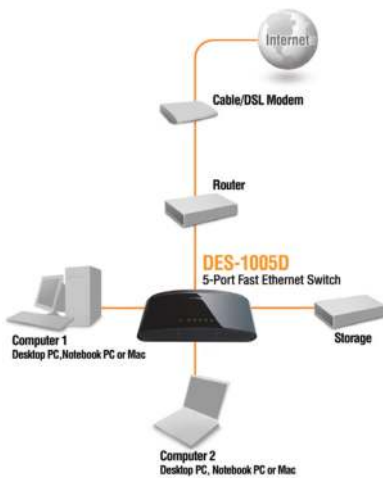 Internet
Cable/DSL Modem
Router
DES-1005D
5-Port Fast Ethernet Switch
Computer 1
Desktop PC,Notebook PC or Mac
Storage
Computer 2
Desktop PC, Notebook PC or Mac